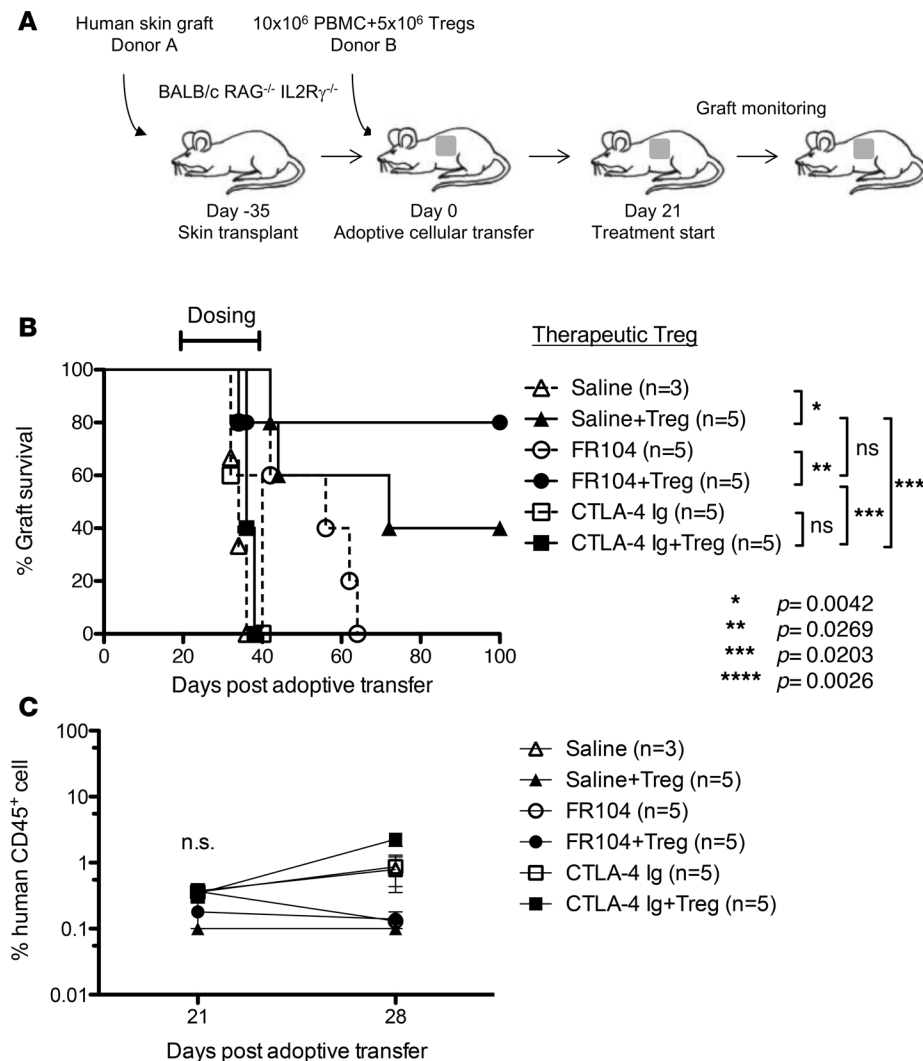 A
Human skin graft
Donor A
10x10⁶ PBMC+5x10⁶ Tregs
Donor B
BALB/c RAG⁻/⁻ IL2Rγ⁻/⁻
Graft monitoring
Day -35
Skin transplant
Day 0
Adoptive cellular transfer
Day 21
Treatment start
B
Dosing
100
80
60
40
20
0
% Graft survival
0 20 40 60 80 100
Days post adoptive transfer
Therapeutic Treg
Saline (n=3)
Saline+Treg (n=5)
FR104 (n=5)
FR104+Treg (n=5)
CTLA-4 Ig (n=5)
CTLA-4 Ig+Treg (n=5)
*
**
ns
ns
***
***
* p= 0.0042
** p= 0.0269
*** p= 0.0203
**** p= 0.0026
C
100
10
1
0.1
0.01
% human CD45⁺ cell
n.s.
21 28
Days post adoptive transfer
Saline (n=3)
Saline+Treg (n=5)
FR104 (n=5)
FR104+Treg (n=5)
CTLA-4 Ig (n=5)
CTLA-4 Ig+Treg (n=5)